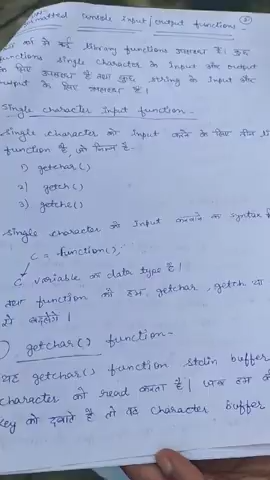 Unformatted console input/output functions -
भाषा में ये कई library functions उपलब्ध है। कुछ
functions single character के input और output
के लिए उपलब्ध है तथा कुछ string के input और
output के लिए उपलब्ध है।
Single character input function -
Single character को input करने के लिए तीन
function है जो निम्न है-
1) getchar()
2) getch()
3) getche()
Single character को input करवाने का syntax
C = function();
C variable का data type है।
तथा function को हम getchar, getch या
से बदलेंगे।
getchar() function -
यह getchar() function, stdin buffer
character को read करता है। जब हम
key को दबाते है तो वह character buffer